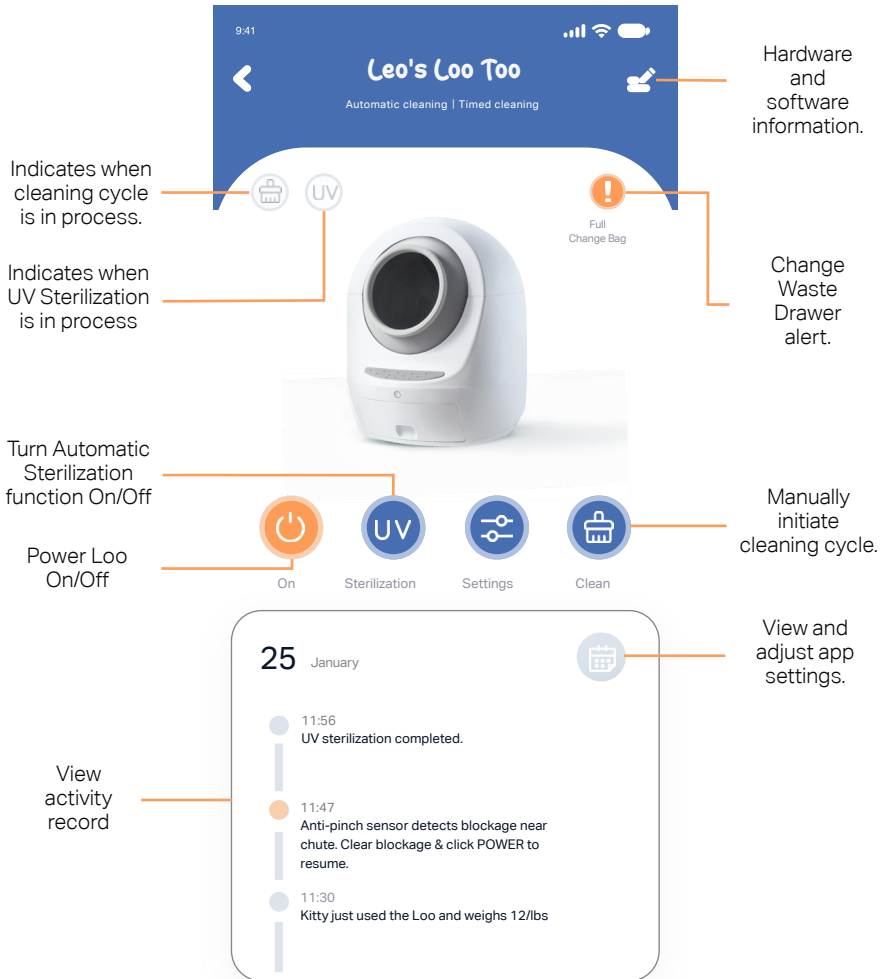 9:41
Leo's Loo Too
Automatic cleaning | Timed cleaning
Hardware
and
software
information.
Indicates when
cleaning cycle
is in process.
UV
Full
Change Bag
Indicates when
UV Sterilization
is in process
Change
Waste
Drawer
alert.
Turn Automatic
Sterilization
function On/Off
Power Loo
On/Off
UV
On
Sterilization
Settings
Clean
Manually
initiate
cleaning cycle.
25 January
View and
adjust app
settings.
11:56
UV sterilization completed.
View
activity
record
11:47
Anti-pinch sensor detects blockage near
chute. Clear blockage & click POWER to
resume.
11:30
Kitty just used the Loo and weighs 12/lbs